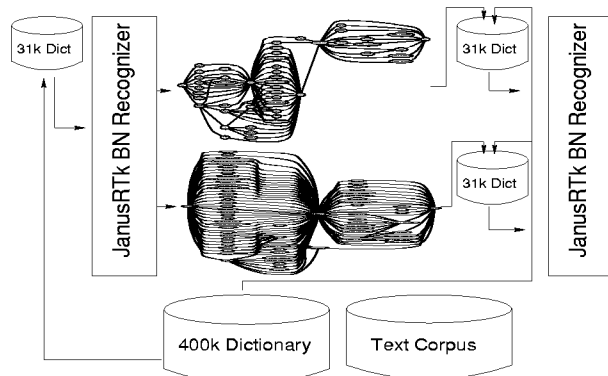 31k Dict
JanusRTk BN Recognizer
31k Dict
31k Dict
JanusRTk BN Recognizer
400k Dictionary
Text Corpus